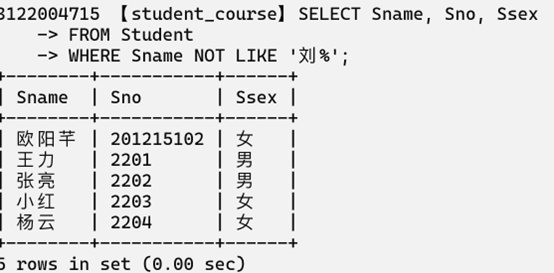 3122004715 【student_course】SELECT Sname, Sno, Ssex
    -> FROM Student
    -> WHERE Sname NOT LIKE '刘%';
+--------+-----------+------+
| Sname  | Sno       | Ssex |
+--------+-----------+------+
| 欧阳芊 | 201215102 | 女   |
| 王力   | 2201      | 男   |
| 张亮   | 2202      | 男   |
| 小红   | 2203      | 女   |
| 杨云   | 2204      | 女   |
+--------+-----------+------+
5 rows in set (0.00 sec)